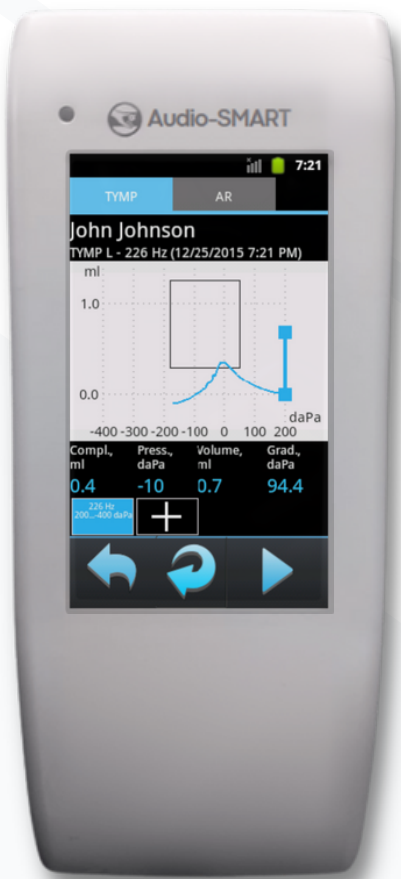 Audio-SMART
7:21
TYMP AR
John Johnson
TYMP L - 226 Hz (12/25/2015 7:21 PM)
ml
1.0
0.0
daPa
-400 -300 -200 -100 0 100 200
Compl., Press., Volume, Grad.,
ml daPa ml daPa
0.4 -10 0.7 94.4
226 Hz
200...-400 daPa